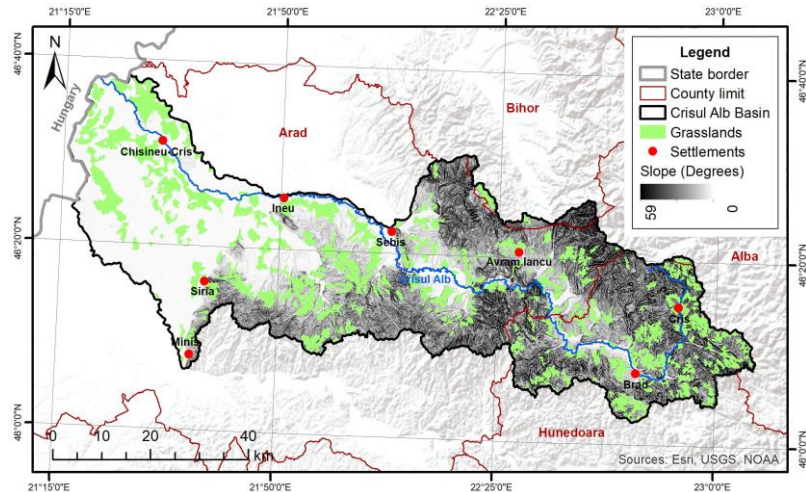 21°15'0"E
21°50'0"E
22°25'0"E
23°0'0"E
46°40'0"N
46°20'0"N
46°0'0"N
46°40'0"N
46°20'0"N
46°0'0"N
N
Hungary
Arad
Bihor
Alba
Hunedoara
Chisineu-Cris
Ineu
Sebis
Siria
Minis
Avram Iancu
Crisul Alb
Cris
Brad
Legend
State border
County limit
Crisul Alb Basin
Grasslands
Settlements
Slope (Degrees)
59
0
0 10 20 30 40
km
Sources: Esri, USGS, NOAA
21°15'0"E
21°50'0"E
22°25'0"E
23°0'0"E